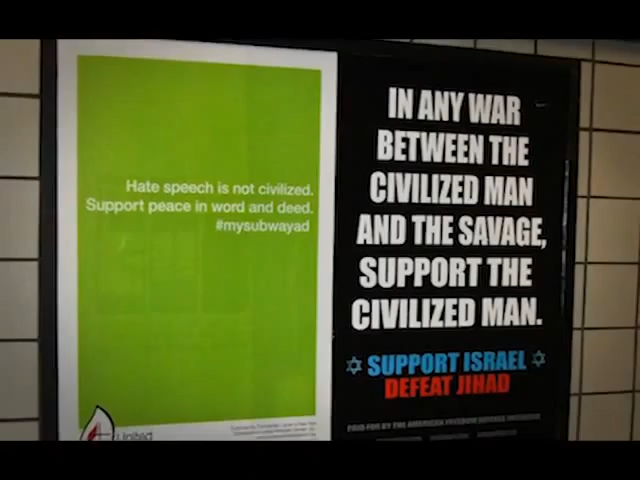 Hate speech is not civilized.
Support peace in word and deed.
#mysubwayad
United
IN ANY WAR
BETWEEN THE
CIVILIZED MAN
AND THE SAVAGE,
SUPPORT THE
CIVILIZED MAN.
SUPPORT ISRAEL
DEFEAT JIHAD
PAID FOR BY THE AMERICAN FREEDOM DEFENSE INITIATIVE